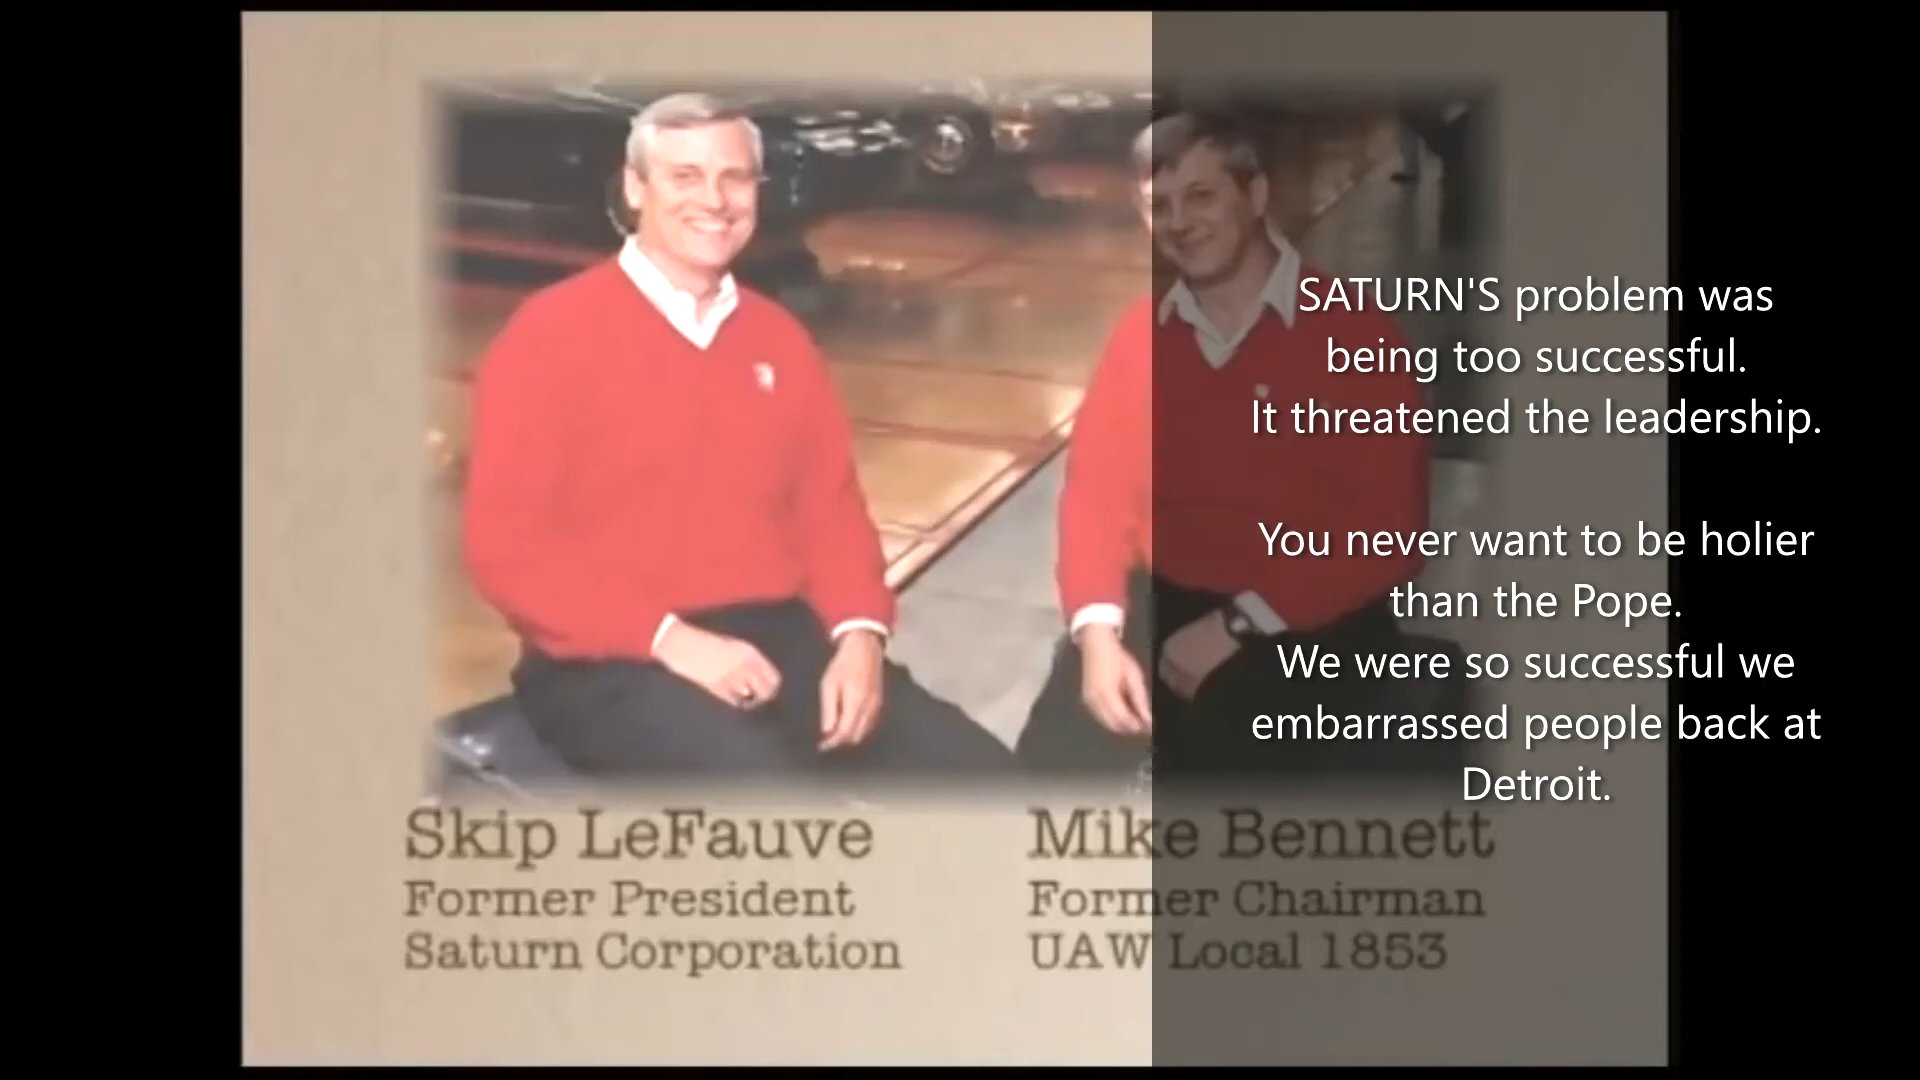 SATURN'S problem was
being too successful.
It threatened the leadership.
You never want to be holier
than the Pope.
We were so successful we
embarrassed people back at
Detroit.
Skip LeFauve
Former President
Saturn Corporation
Mike Bennett
Former Chairman
UAW Local 1853